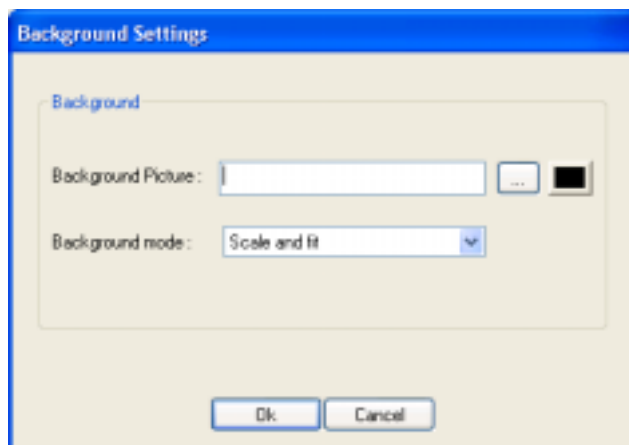 Background Settings
Background
Background Picture :
...
Background mode :
Scale and fit
Ok
Cancel